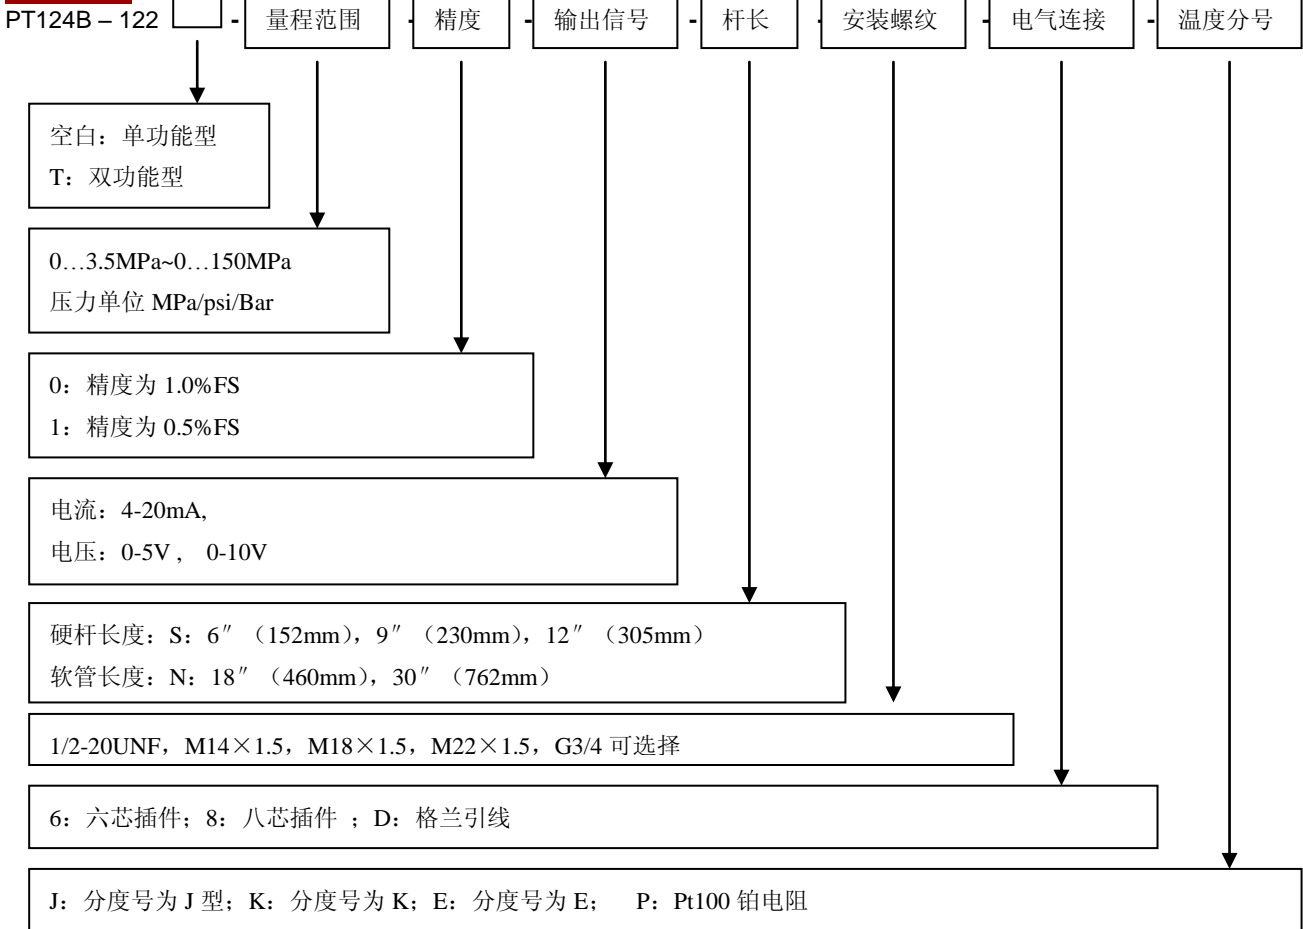 PT124B – 122 - 量程范围 - 精度 - 输出信号 - 杆长 - 安装螺纹 - 电气连接 - 温度分号
空白：单功能型
T：双功能型
0…3.5MPa~0…150MPa
压力单位 MPa/psi/Bar
0：精度为 1.0%FS
1：精度为 0.5%FS
电流：4-20mA,
电压：0-5V , 0-10V
硬杆长度：S：6″（152mm），9″（230mm），12″（305mm）
软管长度：N：18″（460mm），30″（762mm）
1/2-20UNF，M14×1.5，M18×1.5，M22×1.5，G3/4 可选择
6：六芯插件；8：八芯插件 ；D：格兰引线
J：分度号为 J 型；K：分度号为 K；E：分度号为 E； P：Pt100 铂电阻